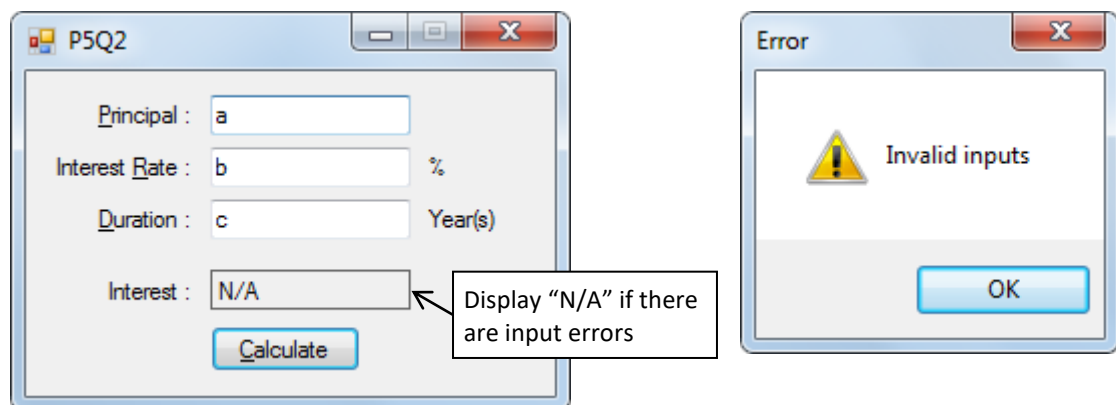 P5Q2
Principal : a
Interest Rate : b %
Duration : c Year(s)
Interest : N/A
Display “N/A” if there
are input errors
Calculate
Error
Invalid inputs
OK